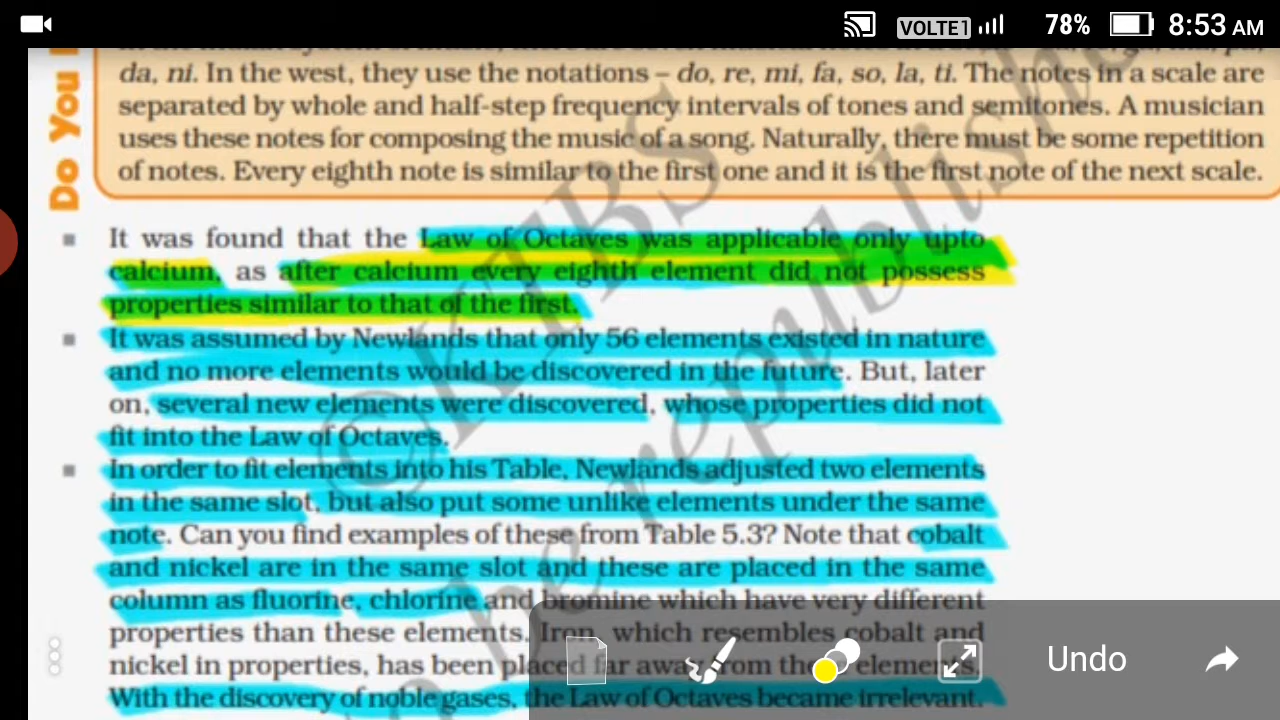 VOLTE1 78% 8:53 AM
da, ni. In the west, they use the notations – do, re, mi, fa, so, la, ti. The notes in a scale are
separated by whole and half-step frequency intervals of tones and semitones. A musician
uses these notes for composing the music of a song. Naturally, there must be some repetition
of notes. Every eighth note is similar to the first one and it is the first note of the next scale.
Do You
It was found that the Law of Octaves was applicable only upto
calcium, as after calcium every eighth element did not possess
properties similar to that of the first.
It was assumed by Newlands that only 56 elements existed in nature
and no more elements would be discovered in the future. But, later
on, several new elements were discovered, whose properties did not
fit into the Law of Octaves.
In order to fit elements into his Table, Newlands adjusted two elements
in the same slot, but also put some unlike elements under the same
note. Can you find examples of these from Table 5.3? Note that cobalt
and nickel are in the same slot and these are placed in the same
column as fluorine, chlorine and bromine which have very different
properties than these elements. Iron, which resembles cobalt and
nickel in properties, has been placed far away from these elements.
With the discovery of noble gases, the Law of Octaves became irrelevant.
Undo
be republished